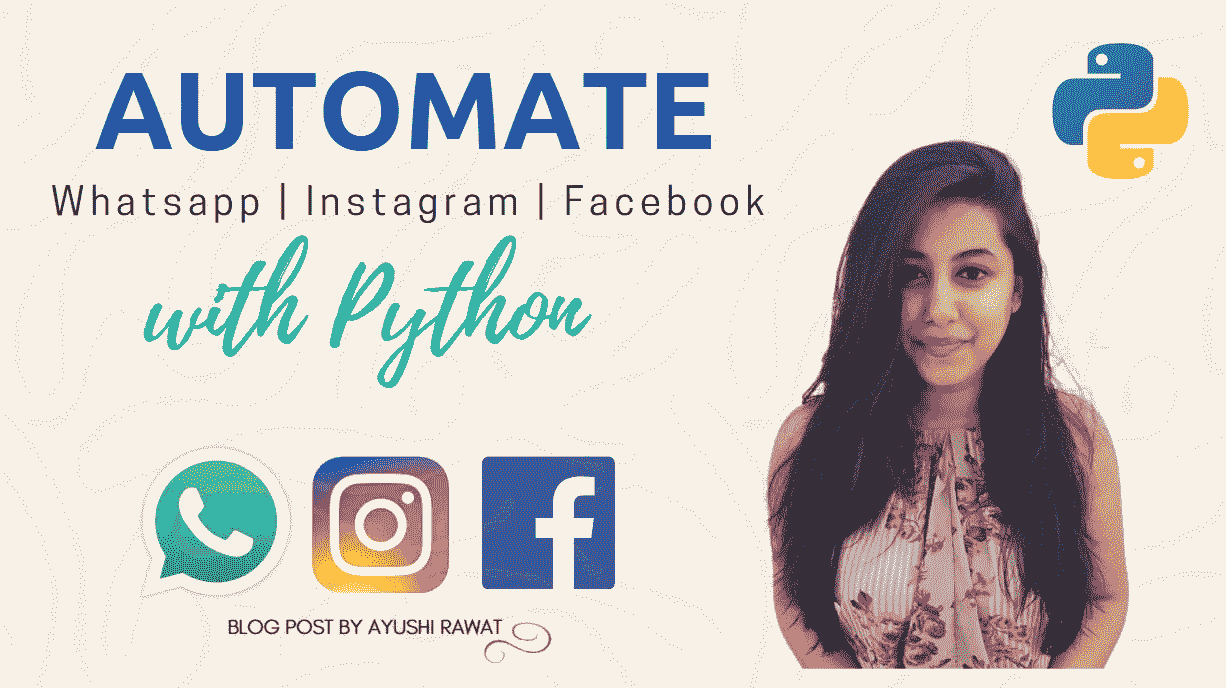 AUTOMATE
Whatsapp | Instagram | Facebook
with Python
BLOG POST BY AYUSHI RAWAT